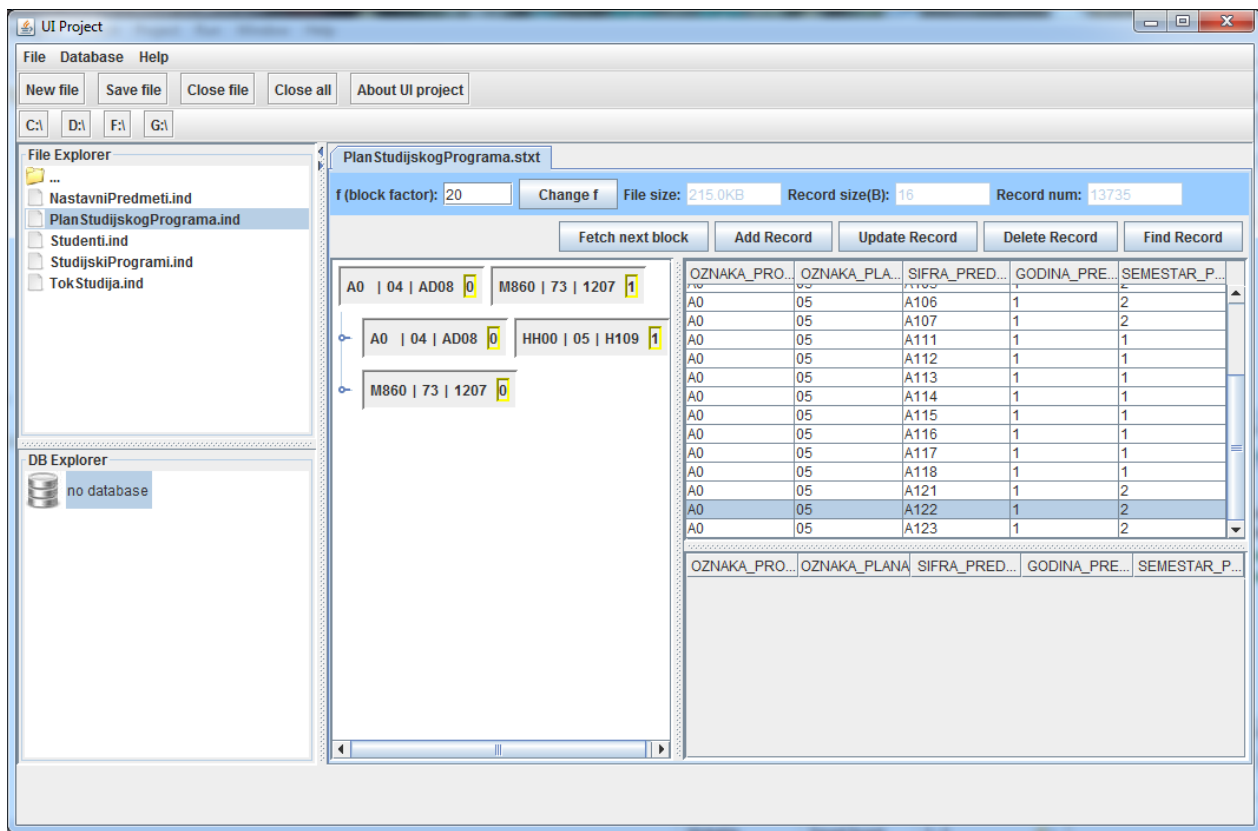 UI Project
File Database Help
New file Save file Close file Close all About UI project
C:\ D:\ F:\ G:\
File Explorer
...
NastavniPredmeti.ind
PlanStudijskogPrograma.ind
Studenti.ind
StudijskiProgrami.ind
TokStudija.ind
DB Explorer
no database
PlanStudijskogPrograma.stxt
f (block factor): 20 Change f File size: 215.0KB Record size(B): 16 Record num: 13735
Fetch next block Add Record Update Record Delete Record Find Record
A0 | 04 | AD08 0 M860 | 73 | 1207 1
A0 | 04 | AD08 0 HH00 | 05 | H109 1
M860 | 73 | 1207 0
OZNAKA_PRO... OZNAKA_PLA... SIFRA_PRED... GODINA_PRE... SEMESTAR_P...
A0 05 A106 1 2
A0 05 A107 1 2
A0 05 A111 1 1
A0 05 A112 1 1
A0 05 A113 1 1
A0 05 A114 1 1
A0 05 A115 1 1
A0 05 A116 1 1
A0 05 A117 1 1
A0 05 A118 1 1
A0 05 A121 1 2
A0 05 A122 1 2
A0 05 A123 1 2
OZNAKA_PRO... OZNAKA_PLANA SIFRA_PRED... GODINA_PRE... SEMESTAR_P...